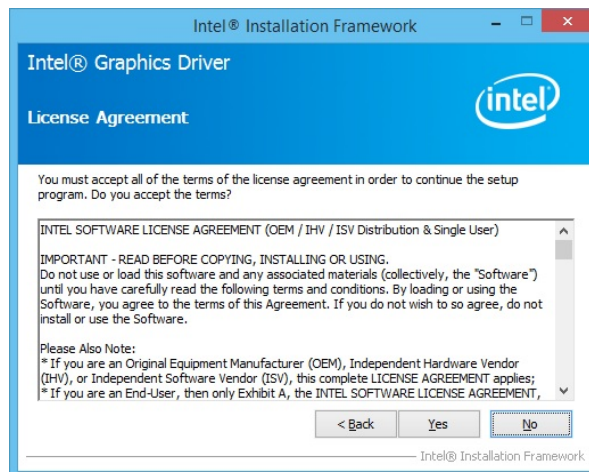 Intel® Installation Framework
Intel® Graphics Driver
License Agreement
intel
You must accept all of the terms of the license agreement in order to continue the setup
program. Do you accept the terms?
INTEL SOFTWARE LICENSE AGREEMENT (OEM / IHV / ISV Distribution & Single User)
IMPORTANT - READ BEFORE COPYING, INSTALLING OR USING.
Do not use or load this software and any associated materials (collectively, the "Software")
until you have carefully read the following terms and conditions. By loading or using the
Software, you agree to the terms of this Agreement. If you do not wish to so agree, do not
install or use the Software.
Please Also Note:
* If you are an Original Equipment Manufacturer (OEM), Independent Hardware Vendor
(IHV), or Independent Software Vendor (ISV), this complete LICENSE AGREEMENT applies;
* If you are an End-User, then only Exhibit A, the INTEL SOFTWARE LICENSE AGREEMENT,
< Back Yes No
Intel® Installation Framework